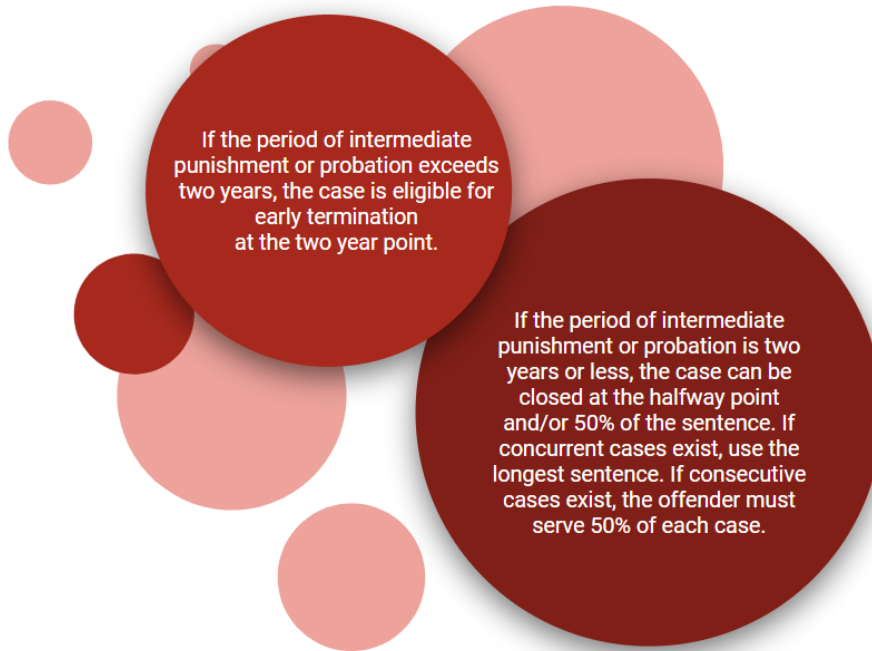 If the period of intermediate
punishment or probation exceeds
two years, the case is eligible for
early termination
at the two year point.
If the period of intermediate
punishment or probation is two
years or less, the case can be
closed at the halfway point
and/or 50% of the sentence. If
concurrent cases exist, use the
longest sentence. If consecutive
cases exist, the offender must
serve 50% of each case.